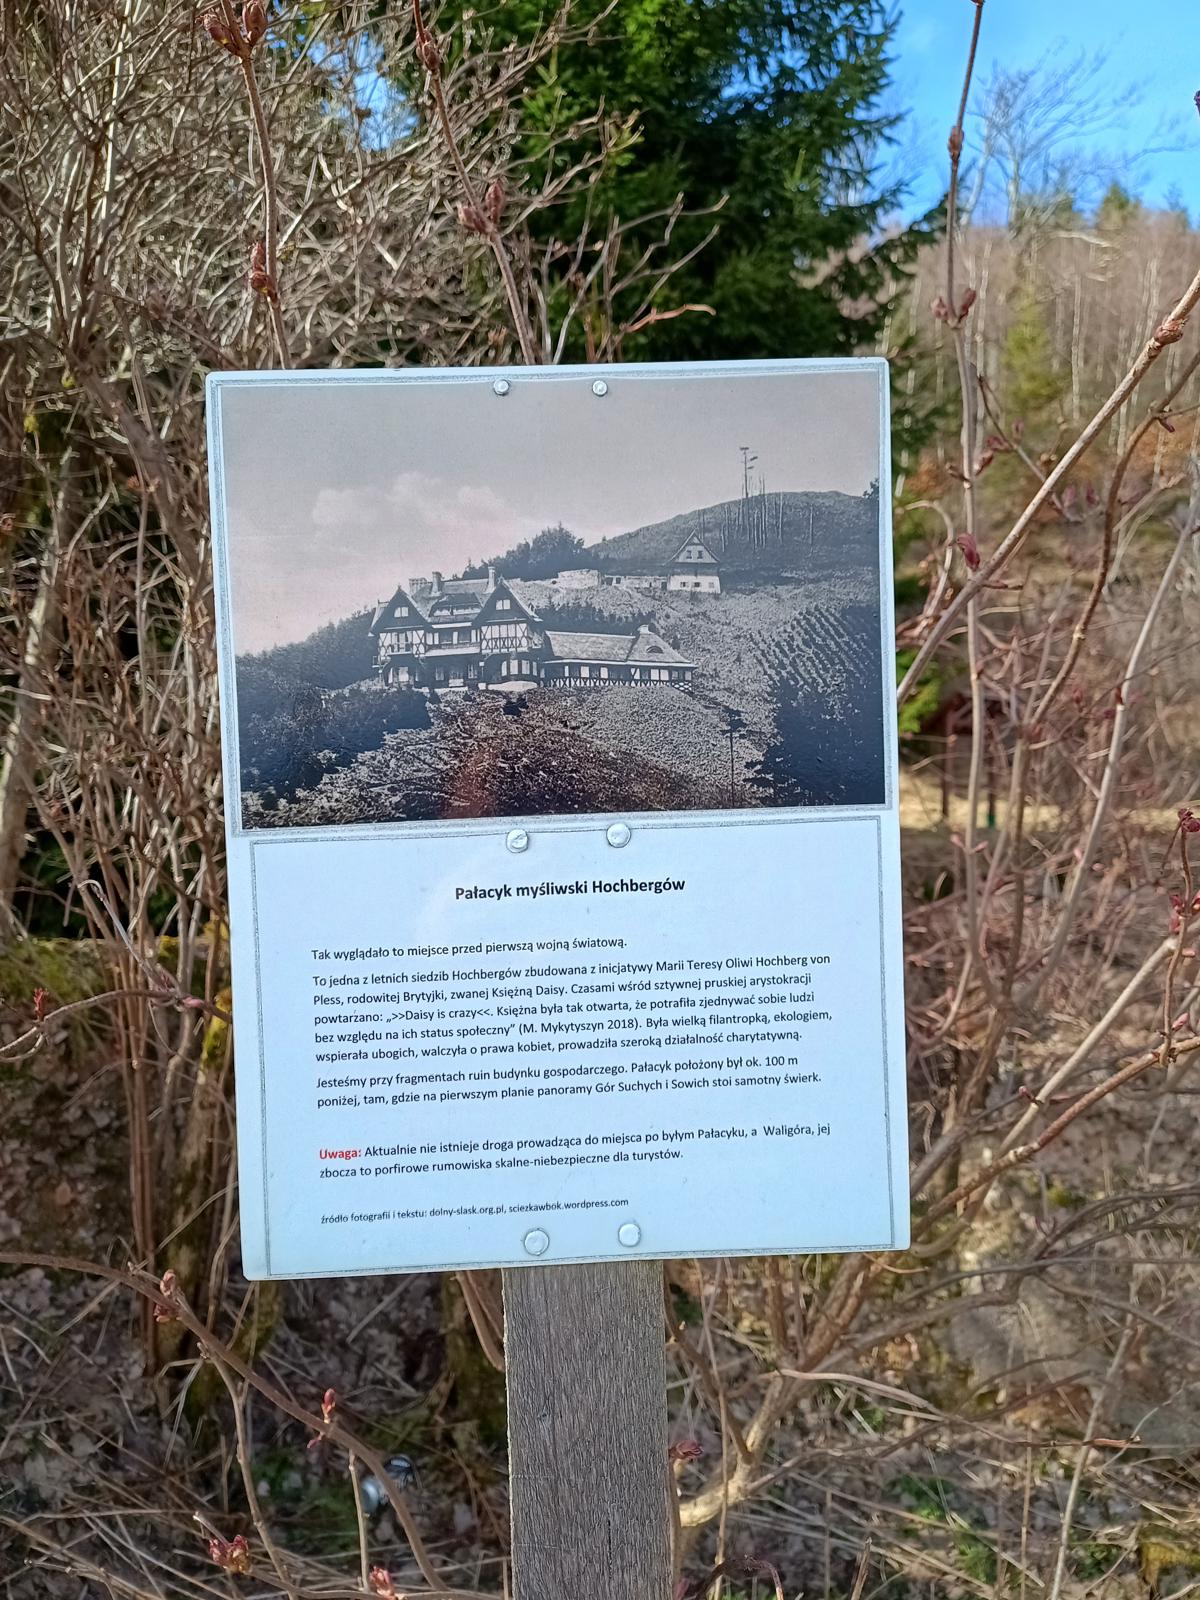 Pałacyk myśliwski Hochbergów
Tak wyglądało to miejsce przed pierwszą wojną światową.
To jedna z letnich siedzib Hochbergów zbudowana z inicjatywy Marii Teresy Oliwi Hochberg von
Pless, rodowitej Brytyjki, zwanej Księżną Daisy. Czasami wśród sztywnej pruskiej arystokracji
powtarzano: „>>Daisy is crazy<<. Księżna była tak otwarta, że potrafiła zjednywać sobie ludzi
bez względu na ich status społeczny” (M. Mykytyszyn 2018). Była wielką filantropką, ekologiem,
wspierała ubogich, walczyła o prawa kobiet, prowadziła szeroką działalność charytatywną.
Jesteśmy przy fragmentach ruin budynku gospodarczego. Pałacyk położony był ok. 100 m
poniżej, tam, gdzie na pierwszym planie panoramy Gór Suchych i Sowich stoi samotny świerk.
Uwaga: Aktualnie nie istnieje droga prowadząca do miejsca po byłym Pałacyku, a Waligóra, jej
zbocza to porfirowe rumowiska skalne-niebezpieczne dla turystów.
źródło fotografii i tekstu: dolny-slask.org.pl, sciezkawbok.wordpress.com